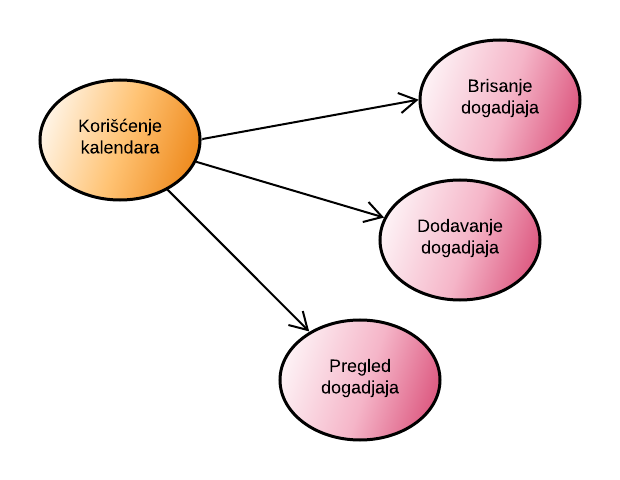 Korišćenje
kalendara
Brisanje
dogadjaja
Dodavanje
dogadjaja
Pregled
dogadjaja